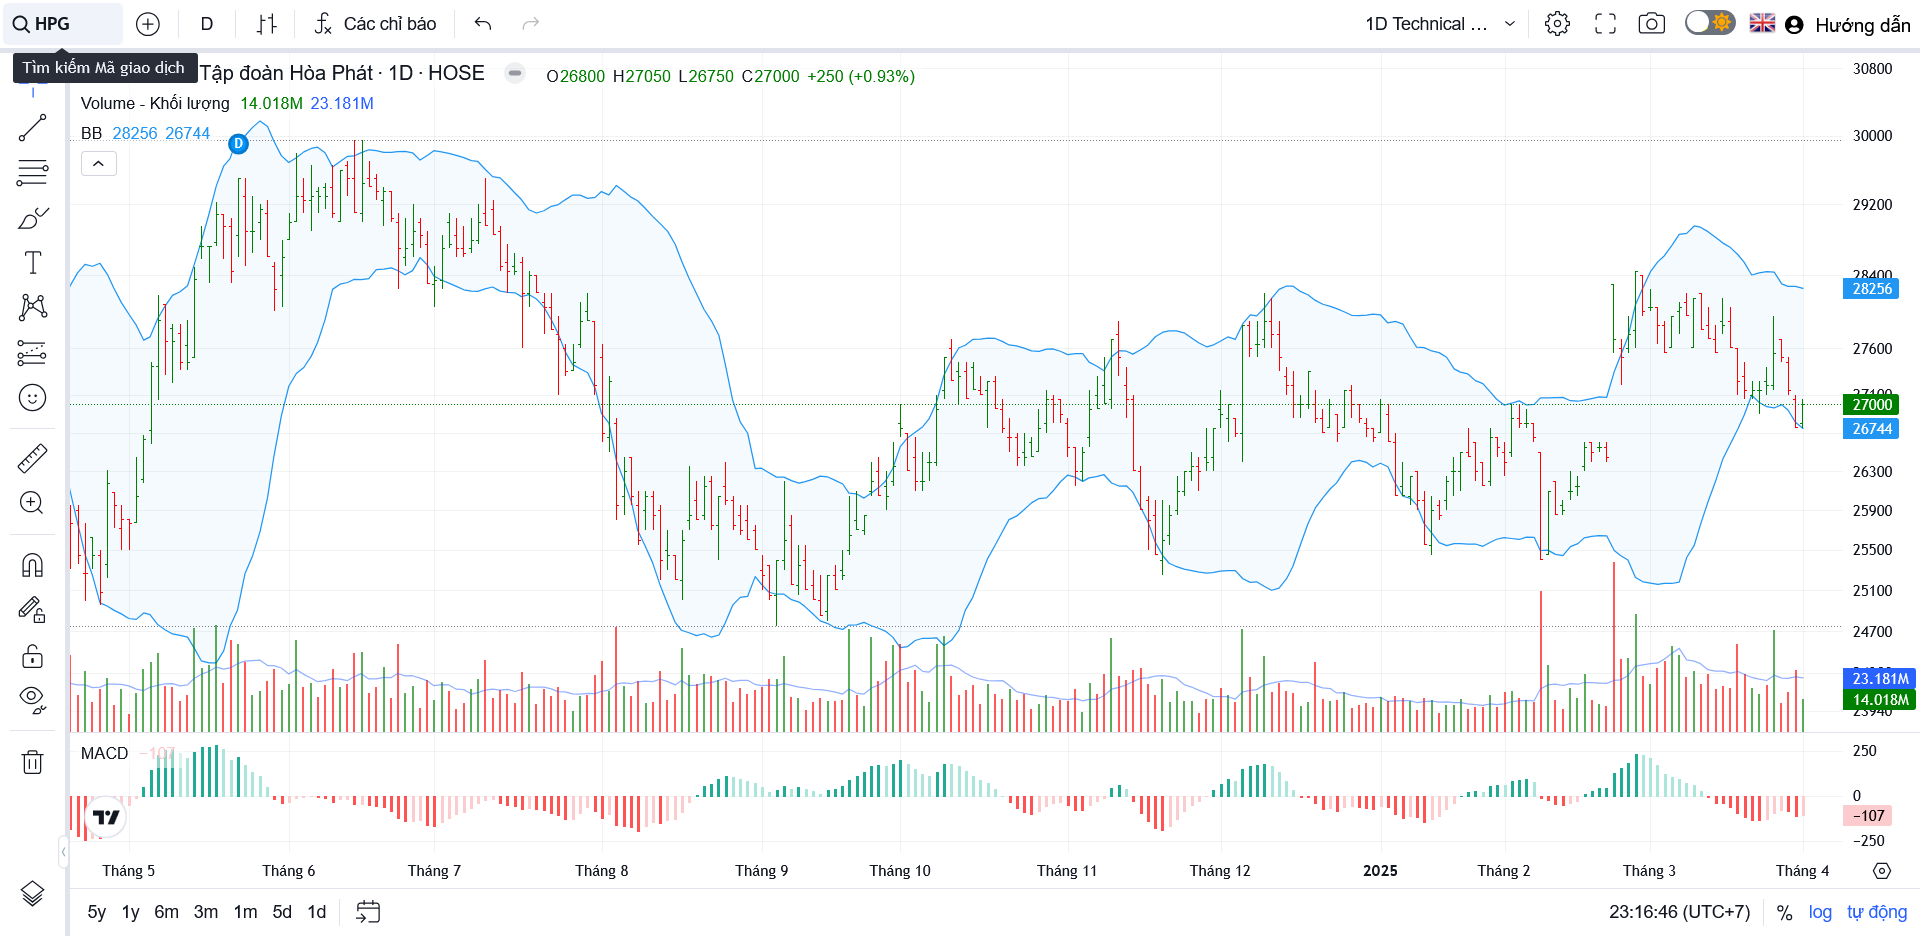 HPG
D
Các chỉ báo
1D Technical ...
Hướng dẫn
Tìm kiếm Mã giao dịch
Tập đoàn Hòa Phát · 1D · HOSE
O26800 H27050 L26750 C27000 +250 (+0.93%)
Volume - Khối lượng 14.018M 23.181M
BB 28256 26744
D
30800
30000
29200
28400
28256
27600
27400
27000
26744
26300
25900
25500
25100
24700
23.181M
14.018M
23940
MACD −107
250
0
−107
−250
Tháng 5 Tháng 6 Tháng 7 Tháng 8 Tháng 9 Tháng 10 Tháng 11 Tháng 12 2025 Tháng 2 Tháng 3 Tháng 4
5y 1y 6m 3m 1m 5d 1d
23:16:46 (UTC+7) % log tự động